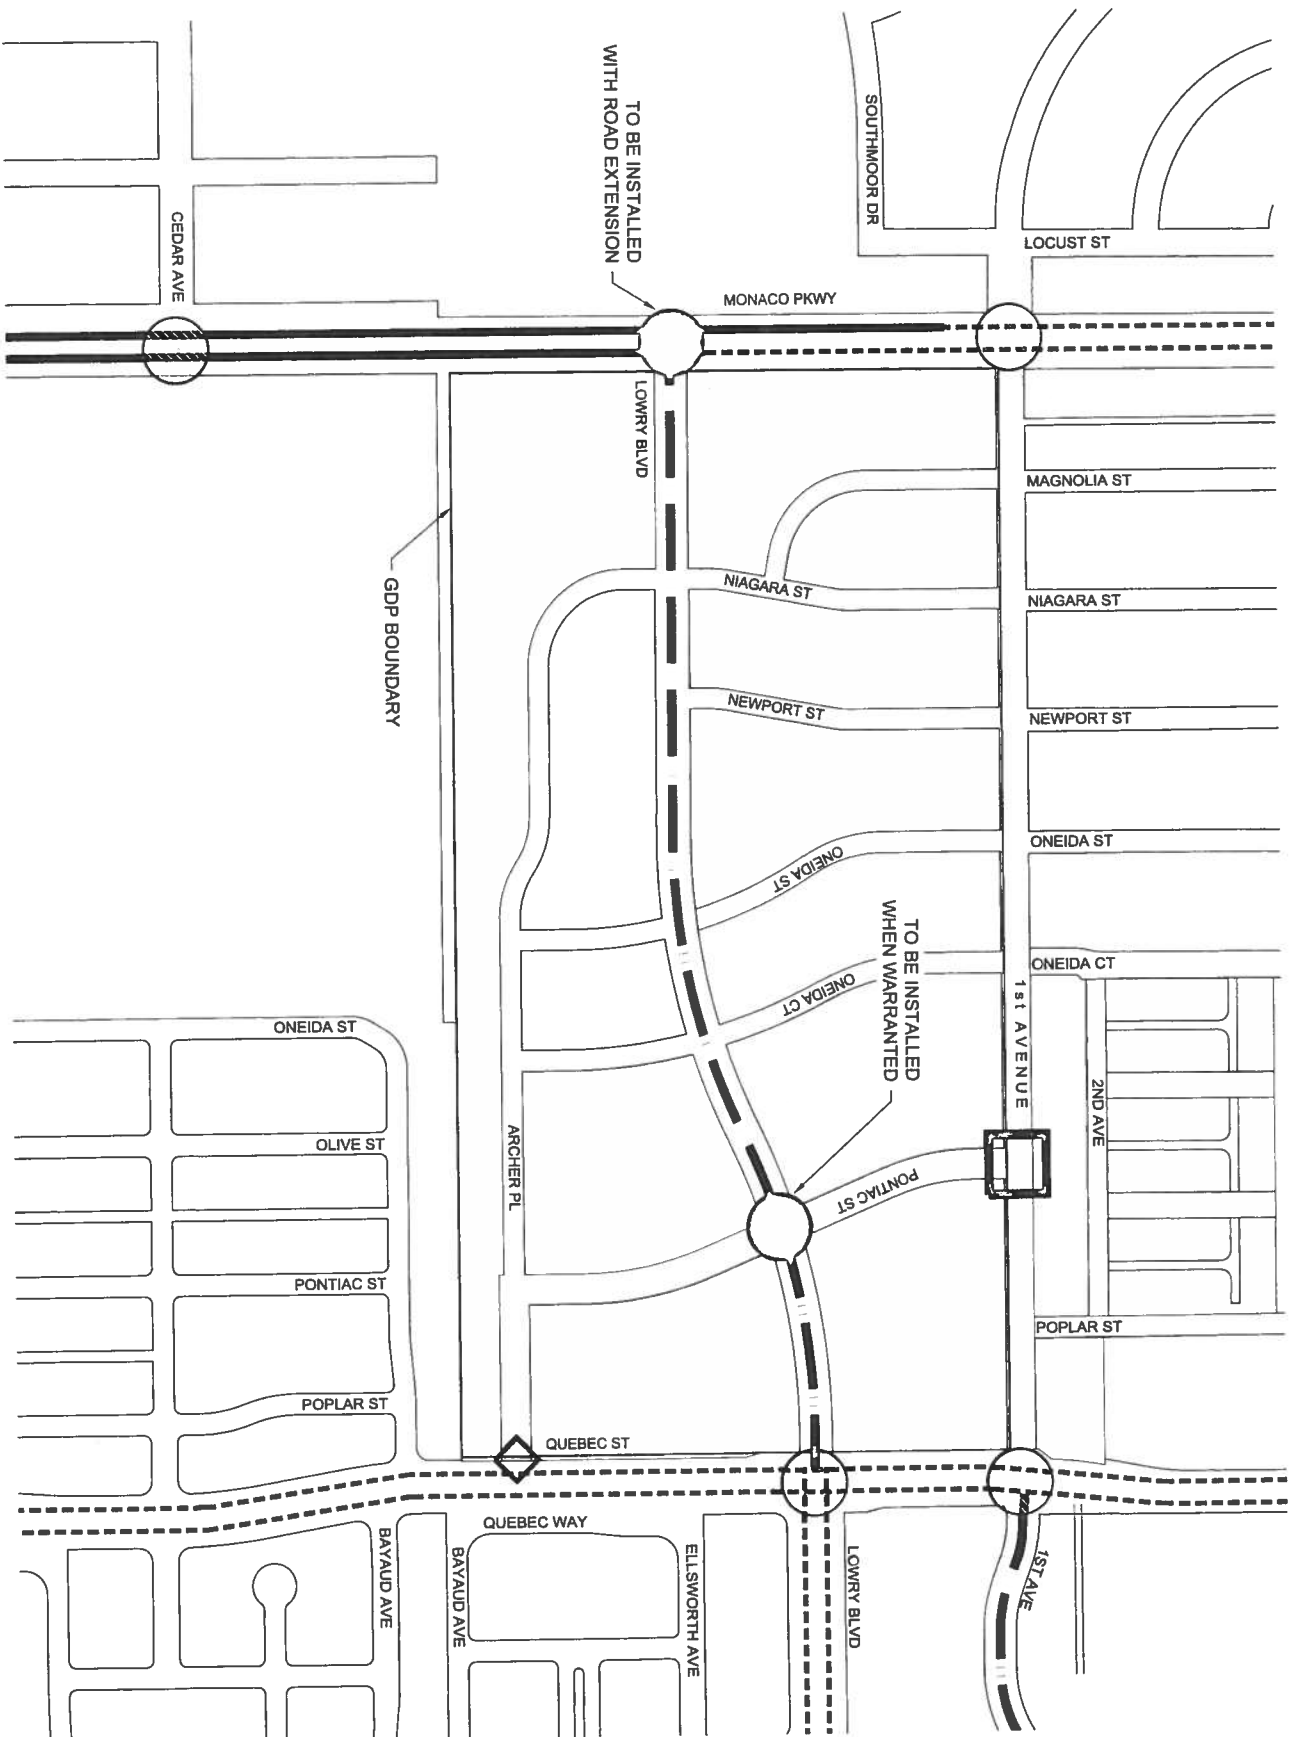 SOUTHMOOR DR
LOCUST ST
TO BE INSTALLED
WITH ROAD EXTENSION
CEDAR AVE
MONACO PKWY
LOWRY BLVD
MAGNOLIA ST
NIAGARA ST
NIAGARA ST
GDP BOUNDARY
NEWPORT ST
NEWPORT ST
ONEIDA ST
ONEIDA ST
TO BE INSTALLED
WHEN WARRANTED
ONEIDA CT
ONEIDA CT
1st AVENUE
ONEIDA ST
2ND AVE
OLIVE ST
ARCHER PL
PONTIAC ST
PONTIAC ST
POPLAR ST
POPLAR ST
QUEBEC ST
QUEBEC WAY
BAYAUD AVE
BAYAUD AVE
ELLSWORTH AVE
LOWRY BLVD
1ST AVE